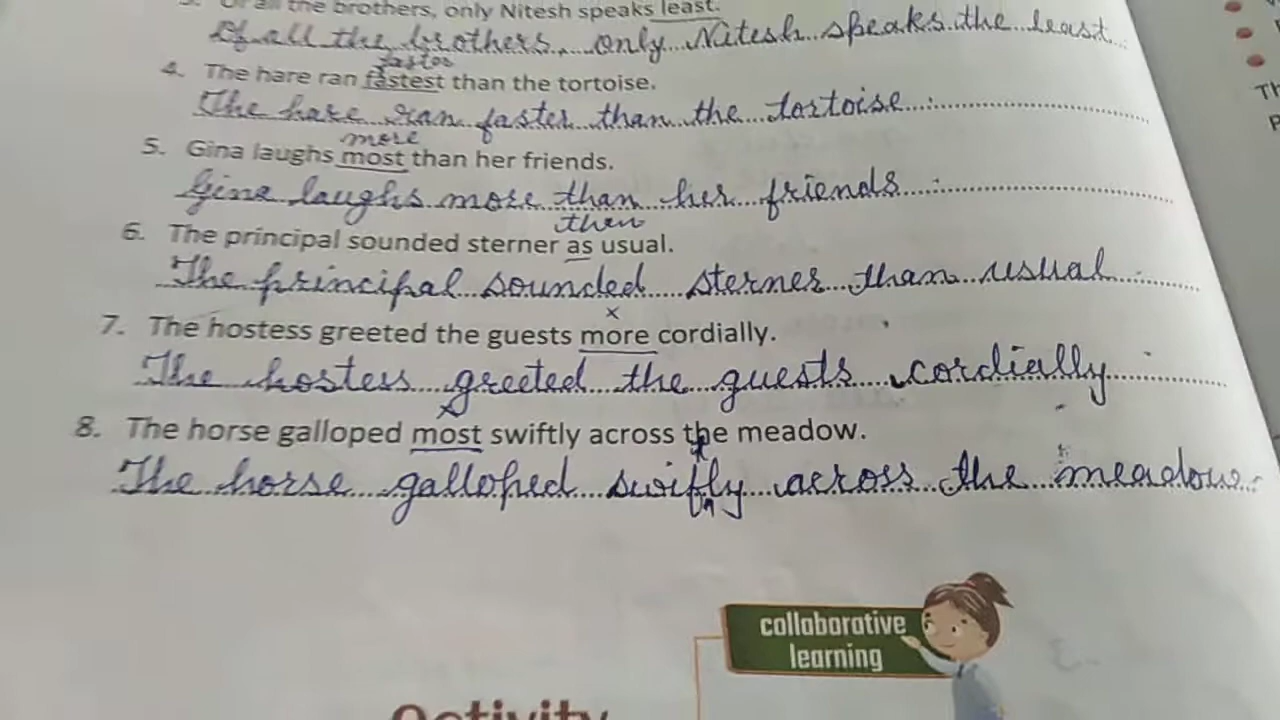 3. Of all the brothers, only Nitesh speaks least.
Of all the brothers, only Nitesh speaks the least
faster
4. The hare ran fastest than the tortoise.
The hare ran faster than the tortoise.
more
5. Gina laughs most than her friends.
Gina laughs more than her friends.
then
6. The principal sounded sterner as usual.
The principal sounded sterner than usual.
x
7. The hostess greeted the guests more cordially.
The hostess greeted the guests cordially.
8. The horse galloped most swiftly across the meadow.
The horse galloped swiftly across the meadow.
collaborative
learning
Activity